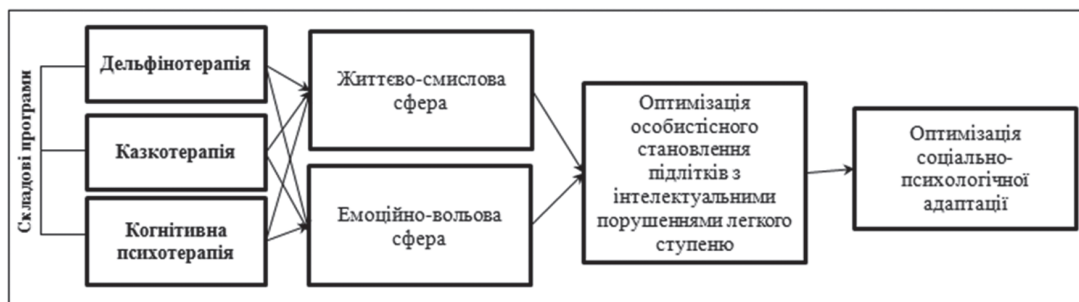 Складові програми
Дельфінотерапія
Казкотерапія
Когнітивна
психотерапія
Життєво-смислова
сфера
Емоційно-вольова
сфера
Оптимізація
особистісного
становлення
підлітків з
інтелектуальними
порушеннями легкого
ступеню
Оптимізація
соціально-
психологічної
адаптації